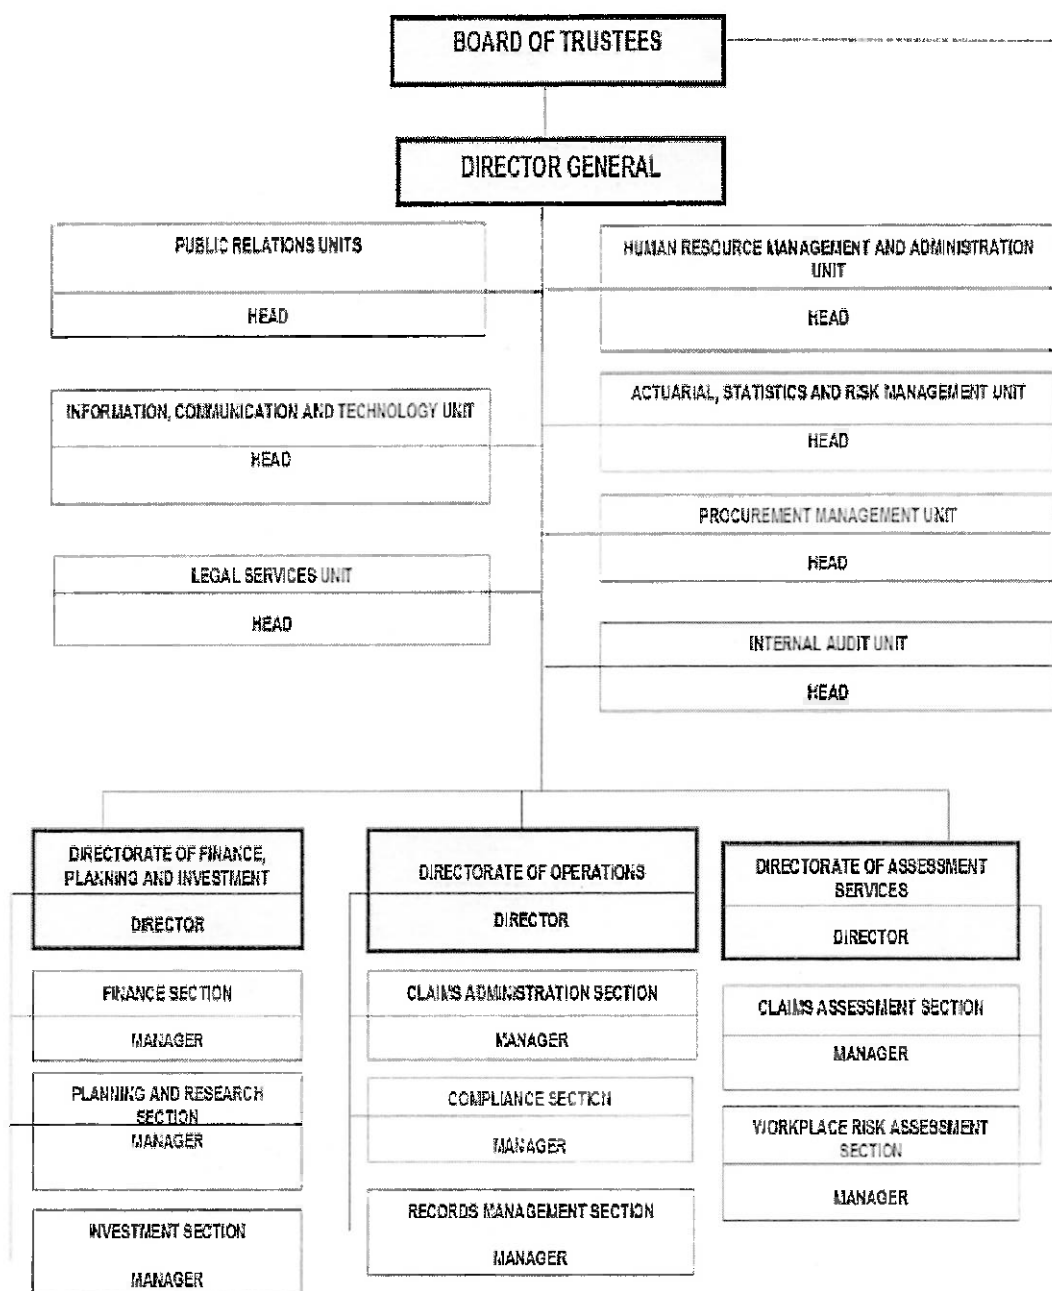 BOARD OF TRUSTEES
DIRECTOR GENERAL
PUBLIC RELATIONS UNITS
HEAD
HUMAN RESOURCE MANAGEMENT AND ADMINISTRATION
UNIT
HEAD
INFORMATION, COMMUNICATION AND TECHNOLOGY UNIT
HEAD
ACTUARIAL, STATISTICS AND RISK MANAGEMENT UNIT
HEAD
PROCUREMENT MANAGEMENT UNIT
HEAD
LEGAL SERVICES UNIT
HEAD
INTERNAL AUDIT UNIT
HEAD
DIRECTORATE OF FINANCE,
PLANNING AND INVESTMENT
DIRECTOR
FINANCE SECTION
MANAGER
PLANNING AND RESEARCH
SECTION
MANAGER
INVESTMENT SECTION
MANAGER
DIRECTORATE OF OPERATIONS
DIRECTOR
CLAIMS ADMINISTRATION SECTION
MANAGER
COMPLIANCE SECTION
MANAGER
RECORDS MANAGEMENT SECTION
MANAGER
DIRECTORATE OF ASSESSMENT
SERVICES
DIRECTOR
CLAIMS ASSESSMENT SECTION
MANAGER
WORKPLACE RISK ASSESSMENT
SECTION
MANAGER